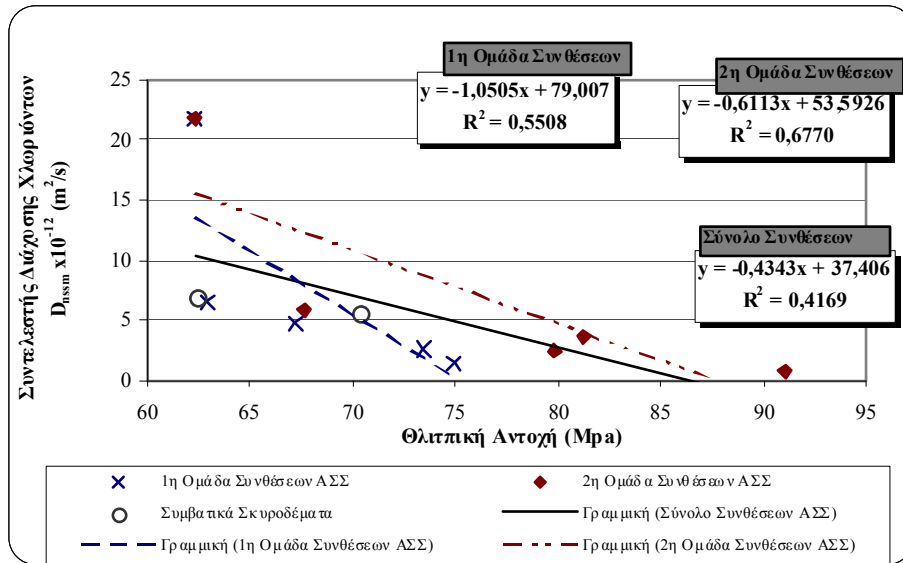 1η Ομάδα Συνθέσεων
y = -1,0505x + 79,007
R² = 0,5508
2η Ομάδα Συνθέσεων
y = -0,6113x + 53,5926
R² = 0,6770
Σύνολο Συνθέσεων
y = -0,4343x + 37,406
R² = 0,4169
Συντελεστής Διάχυσης Χλωριόντων
D_nssm x10⁻¹² (m²/s)
25
20
15
10
5
0
60 65 70 75 80 85 90 95
Θλιτπική Αντοχή (Mpa)
1η Ομάδα Συνθέσεων ΑΣΣ
2η Ομάδα Συνθέσεων ΑΣΣ
Συμβατικά Σκυροδέματα
Γραμμική (Σύνολο Συνθέσεων ΑΣΣ)
Γραμμική (1η Ομάδα Συνθέσεων ΑΣΣ)
Γραμμική (2η Ομάδα Συνθέσεων ΑΣΣ)